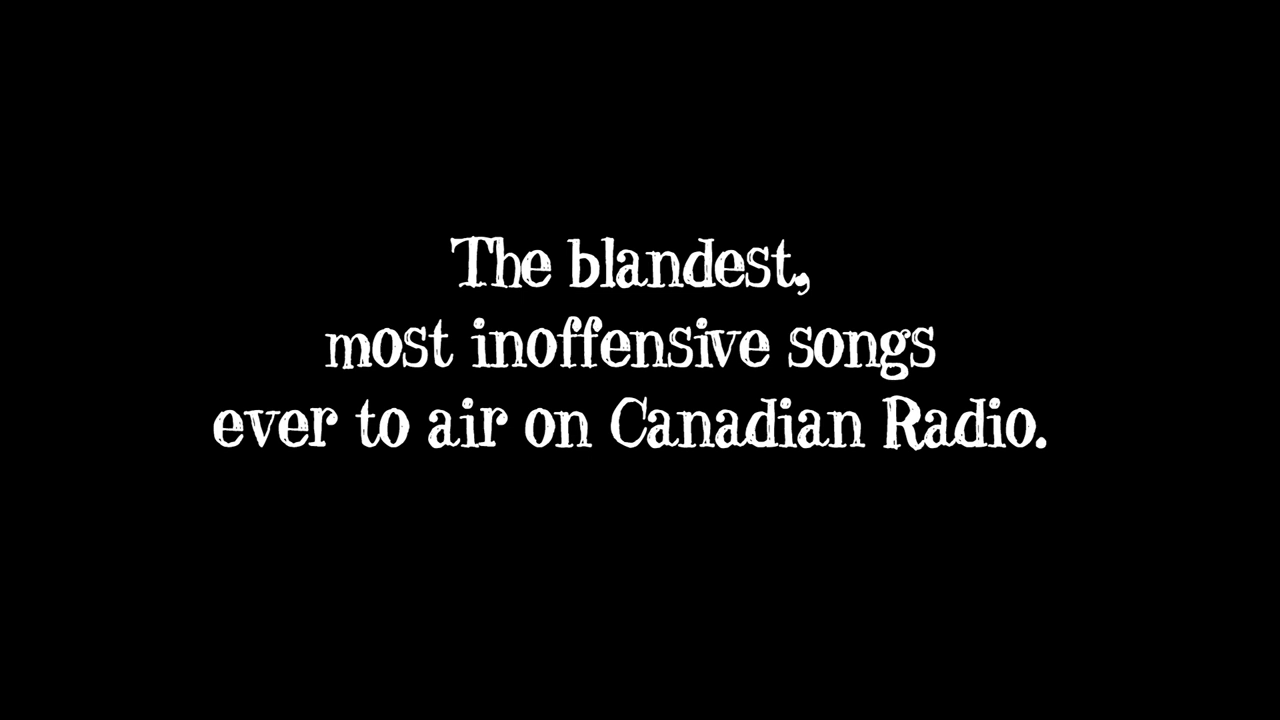 The blandest,
most inoffensive songs
ever to air on Canadian Radio.